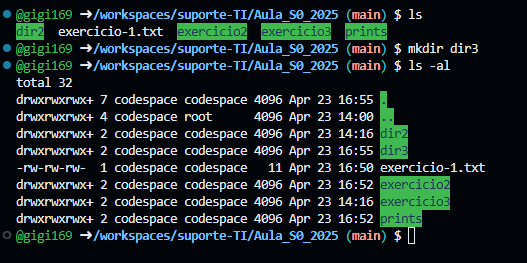 @gigi169 ➜/workspaces/suporte-TI/Aula_S0_2025 (main) $ ls
dir2  exercicio-1.txt  exercicio2  exercicio3  prints
@gigi169 ➜/workspaces/suporte-TI/Aula_S0_2025 (main) $ mkdir dir3
@gigi169 ➜/workspaces/suporte-TI/Aula_S0_2025 (main) $ ls -al
total 32
drwxrwxrwx+ 7 codespace codespace 4096 Apr 23 16:55 .
drwxrwxrwx+ 4 codespace root      4096 Apr 23 14:00 ..
drwxrwxrwx+ 2 codespace codespace 4096 Apr 23 14:16 dir2
drwxrwxrwx+ 2 codespace codespace 4096 Apr 23 16:55 dir3
-rw-rw-rw-  1 codespace codespace   11 Apr 23 16:50 exercicio-1.txt
drwxrwxrwx+ 2 codespace codespace 4096 Apr 23 16:52 exercicio2
drwxrwxrwx+ 2 codespace codespace 4096 Apr 23 14:16 exercicio3
drwxrwxrwx+ 2 codespace codespace 4096 Apr 23 16:52 prints
@gigi169 ➜/workspaces/suporte-TI/Aula_S0_2025 (main) $